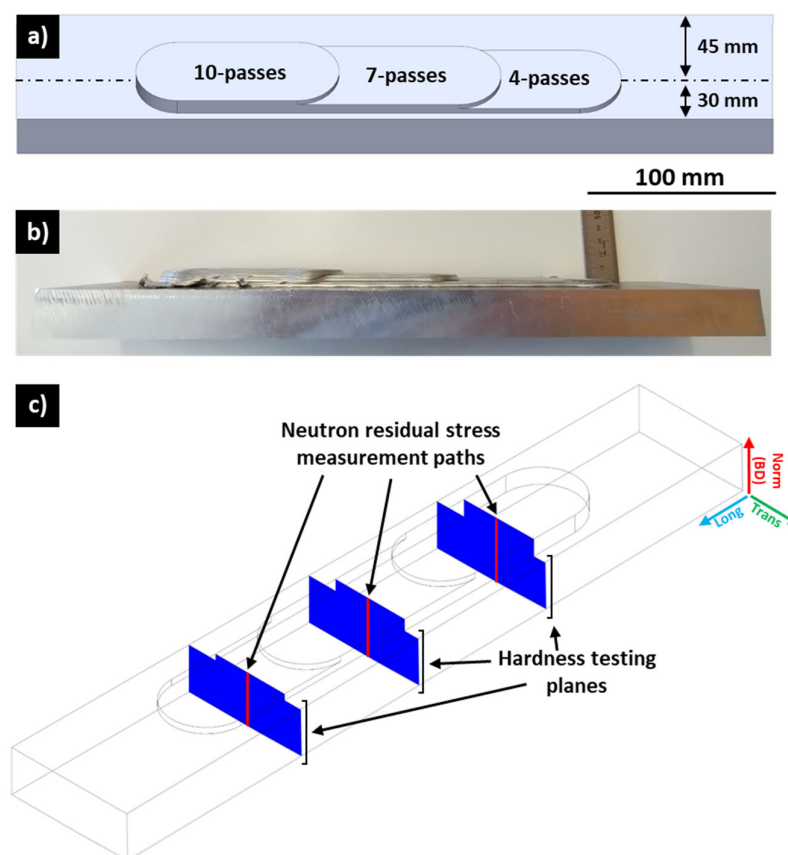 a)
10-passes
7-passes
4-passes
45 mm
30 mm
100 mm
b)
50
c)
Neutron residual stress
measurement paths
Norm
(BD)
Long
Trans
Hardness testing
planes